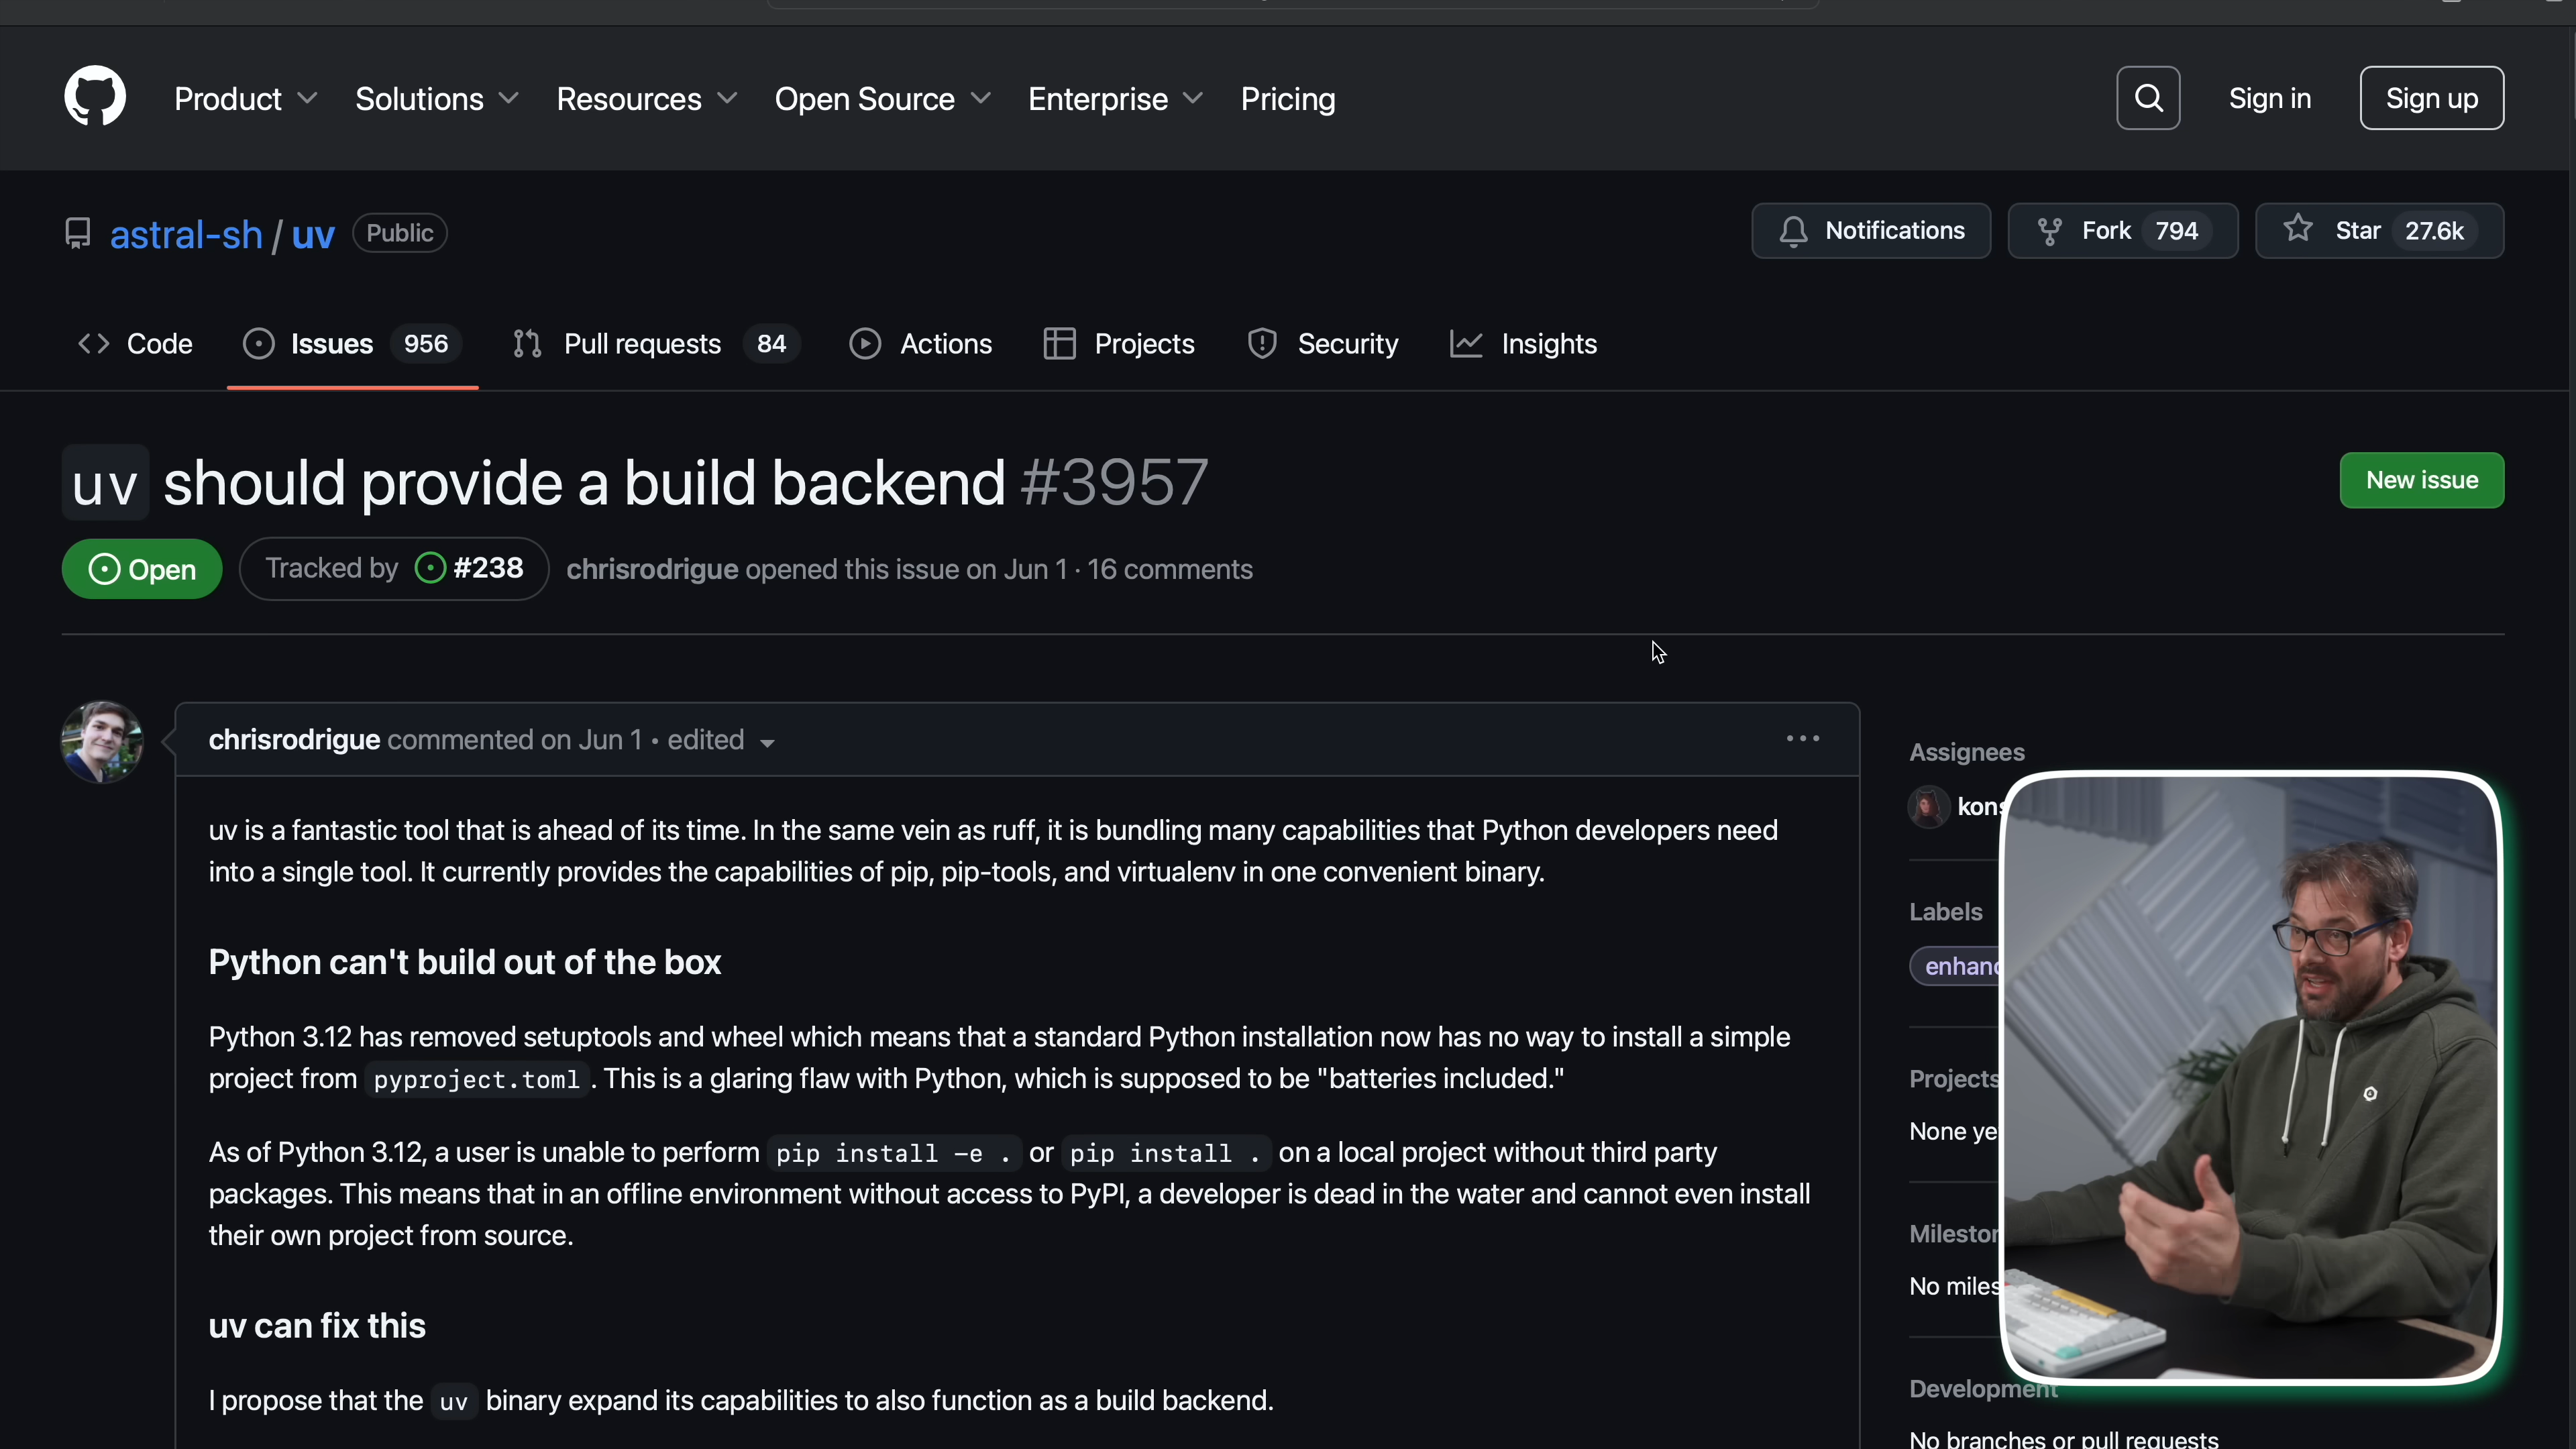 Product Solutions Resources Open Source Enterprise Pricing Sign in Sign up
astral-sh / uv Public Notifications Fork 794 Star 27.6k
Code Issues 956 Pull requests 84 Actions Projects Security Insights
uv should provide a build backend #3957 New issue
Open Tracked by #238 chrisrodrigue opened this issue on Jun 1 · 16 comments
chrisrodrigue commented on Jun 1 • edited
uv is a fantastic tool that is ahead of its time. In the same vein as ruff, it is bundling many capabilities that Python developers need
into a single tool. It currently provides the capabilities of pip, pip-tools, and virtualenv in one convenient binary.
Python can't build out of the box
Python 3.12 has removed setuptools and wheel which means that a standard Python installation now has no way to install a simple
project from pyproject.toml. This is a glaring flaw with Python, which is supposed to be "batteries included."
As of Python 3.12, a user is unable to perform pip install -e . or pip install . on a local project without third party
packages. This means that in an offline environment without access to PyPI, a developer is dead in the water and cannot even install
their own project from source.
uv can fix this
I propose that the uv binary expand its capabilities to also function as a build backend.
Assignees
kons
Labels
enhanc
Projects
None ye
Mileston
No miles
Development
No branches or pull requests